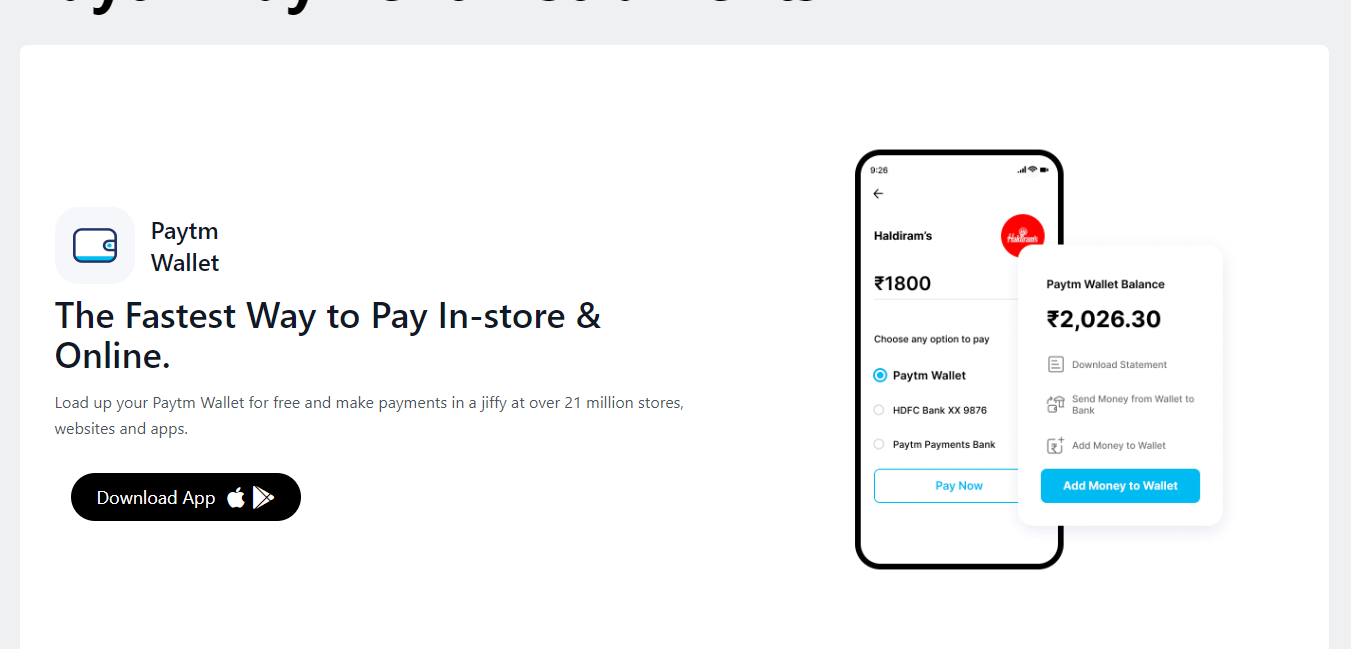 Paytm
Wallet
The Fastest Way to Pay In-store &
Online.
Load up your Paytm Wallet for free and make payments in a jiffy at over 21 million stores,
websites and apps.
Download App
9:26
Haldiram's
Haldiram's
₹1800
Choose any option to pay
Paytm Wallet
HDFC Bank XX 9876
Paytm Payments Bank
Pay Now
Paytm Wallet Balance
₹2,026.30
Download Statement
Send Money from Wallet to
Bank
Add Money to Wallet
Add Money to Wallet